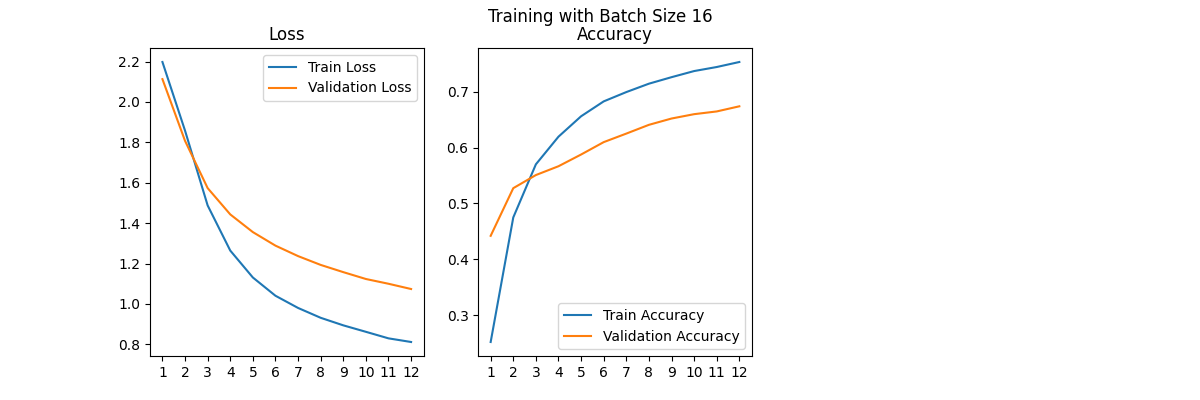 Training with Batch Size 16
Loss
Train Loss
Validation Loss
2.2
2.0
1.8
1.6
1.4
1.2
1.0
0.8
1 2 3 4 5 6 7 8 9 10 11 12
Accuracy
0.7
0.6
0.5
0.4
0.3
Train Accuracy
Validation Accuracy
1 2 3 4 5 6 7 8 9 10 11 12